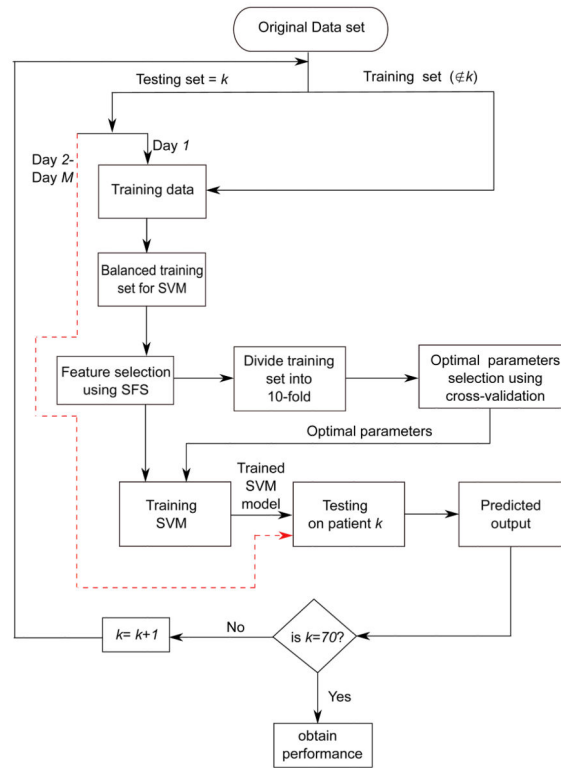 Original Data set
Testing set = k
Training set (∉k)
Day 2-
Day M
Day 1
Training data
Balanced training
set for SVM
Feature selection
using SFS
Divide training
set into
10-fold
Optimal parameters
selection using
cross-validation
Optimal parameters
Training
SVM
Trained
SVM
model
Testing
on patient k
Predicted
output
k= k+1
No
is k=70?
Yes
obtain
performance